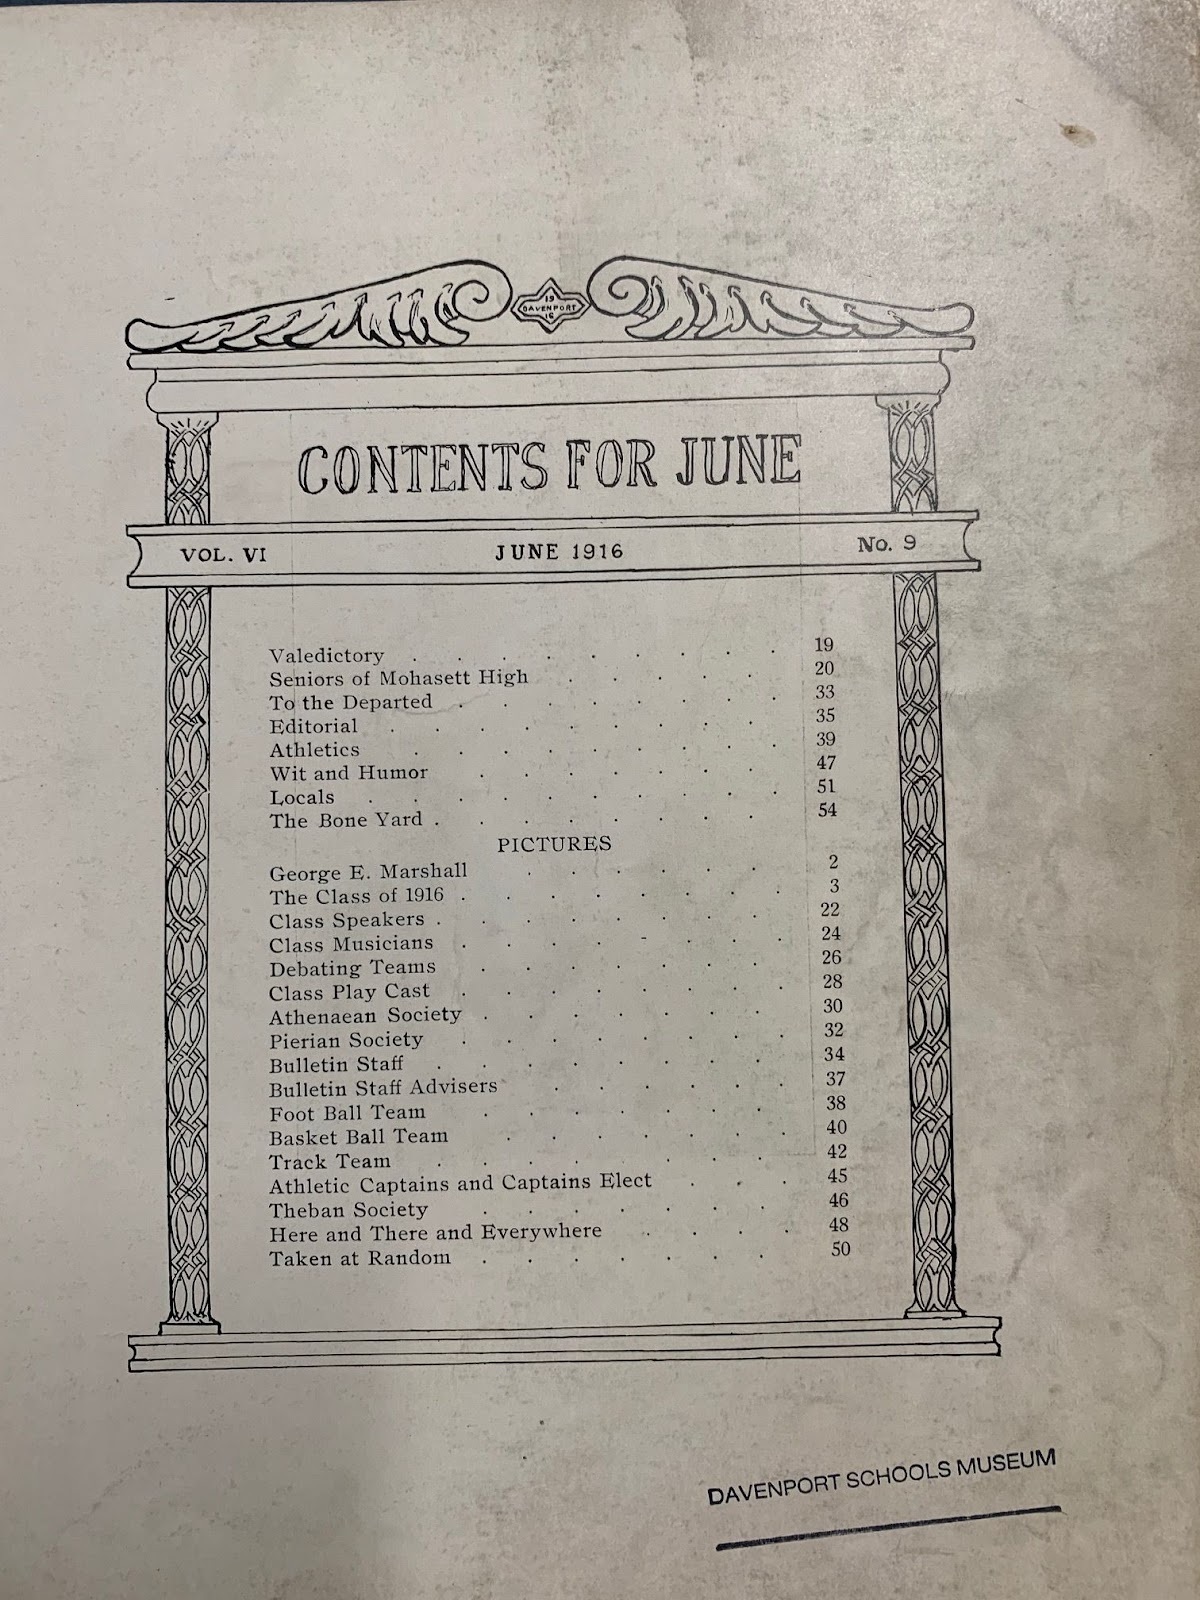 19
DAVENPORT
16
CONTENTS FOR JUNE
VOL. VI JUNE 1916 No. 9
Valedictory . . . . . . . . . 19
Seniors of Mohasett High . . . . . 20
To the Departed . . . . . . . . 33
Editorial . . . . . . . . . 35
Athletics . . . . . . . . . 39
Wit and Humor . . . . . . . 47
Locals . . . . . . . . . . 51
The Bone Yard . . . . . . . . 54
PICTURES
George E. Marshall . . . . . . 2
The Class of 1916 . . . . . . . . 3
Class Speakers . . . . . . . . 22
Class Musicians . . . . . . . . 24
Debating Teams . . . . . . . 26
Class Play Cast . . . . . . . . 28
Athenaean Society . . . . . . . 30
Pierian Society . . . . . . . . 32
Bulletin Staff . . . . . . . . 34
Bulletin Staff Advisers . . . . . . 37
Foot Ball Team . . . . . . . 38
Basket Ball Team . . . . . . . 40
Track Team . . . . . . . . 42
Athletic Captains and Captains Elect . . . 45
Theban Society . . . . . . . 46
Here and There and Everywhere . . . . 48
Taken at Random . . . . . . . 50
DAVENPORT SCHOOLS MUSEUM